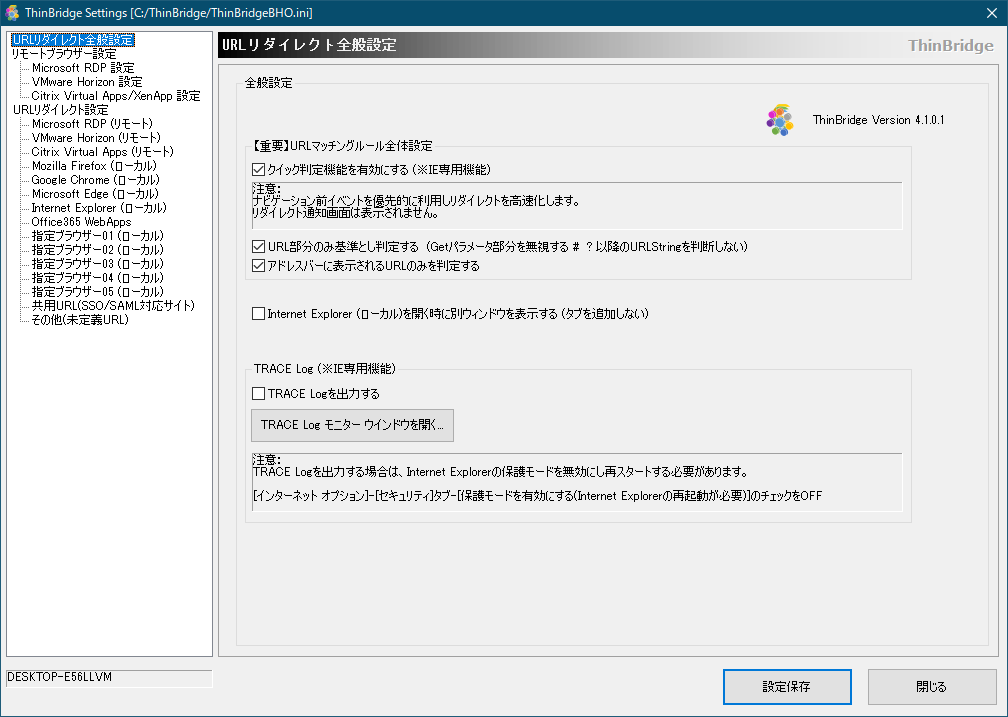 ThinBridge Settings [C:/ThinBridge/ThinBridgeBHO.ini]
URLリダイレクト全般設定
リモートブラウザー設定
Microsoft RDP 設定
VMware Horizon 設定
Citrix Virtual Apps/XenApp 設定
URLリダイレクト設定
Microsoft RDP (リモート)
VMware Horizon (リモート)
Citrix Virtual Apps (リモート)
Mozilla Firefox (ローカル)
Google Chrome (ローカル)
Microsoft Edge (ローカル)
Internet Explorer (ローカル)
Office365 WebApps
指定ブラウザー01 (ローカル)
指定ブラウザー02 (ローカル)
指定ブラウザー03 (ローカル)
指定ブラウザー04 (ローカル)
指定ブラウザー05 (ローカル)
共用URL(SSO/SAML対応サイト)
その他(未定義URL)
DESKTOP-E56LLVM
URLリダイレクト全般設定
ThinBridge
全般設定
ThinBridge Version 4.1.0.1
【重要】URLマッチングルール全体設定
クイック判定機能を有効にする (※IE専用機能)
注意:
ナビゲーション前イベントを優先的に利用しリダイレクトを高速化します。
リダイレクト通知画面は表示されません。
URL部分のみ基準とし判定する (Getパラメータ部分を無視する # ? 以降のURLStringを判断しない)
アドレスバーに表示されるURLのみを判定する
Internet Explorer (ローカル)を開く時に別ウィンドウを表示する (タブを追加しない)
TRACE Log (※IE専用機能)
TRACE Logを出力する
TRACE Log モニター ウインドウを開く...
注意:
TRACE Logを出力する場合は、Internet Explorerの保護モードを無効にし再スタートする必要があります。
[インターネット オプション]-[セキュリティ]タブ-[保護モードを有効にする(Internet Explorerの再起動が必要)]のチェックをOFF
設定保存
閉じる